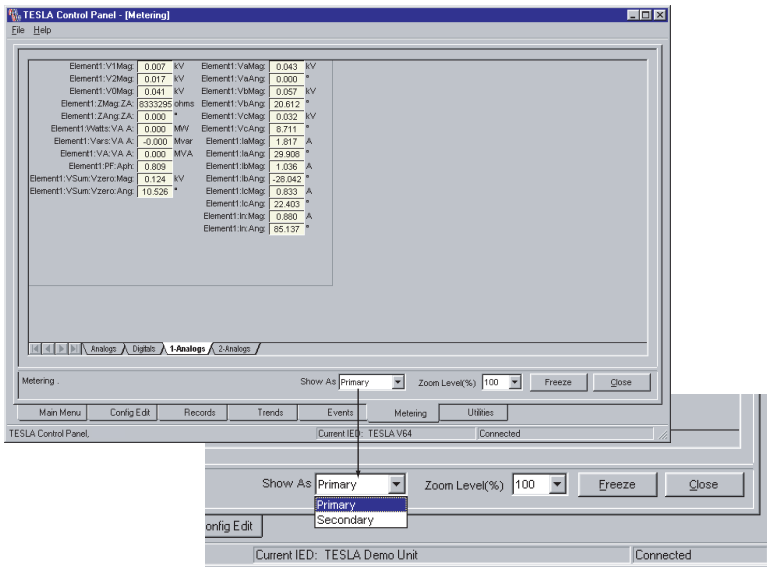 TESLA Control Panel - [Metering]
File Help
Element1:V1Mag: 0.007 kV Element1:VaMag: 0.043 kV
Element1:V2Mag: 0.017 kV Element1:VaAng: 0.000 °
Element1:V0Mag: 0.041 kV Element1:VbMag: 0.057 kV
Element1:ZMag:ZA: 8333295 ohms Element1:VbAng: 20.612 °
Element1:ZAng:ZA: 0.000 ° Element1:VcMag: 0.032 kV
Element1:Watts:VA A: 0.000 MW Element1:VcAng: 8.711 °
Element1:Vars:VA A: -0.000 Mvar Element1:IaMag: 1.817 A
Element1:VA:VA A: 0.000 MVA Element1:IaAng: 29.908 °
Element1:PF:Aph: 0.809 Element1:IbMag: 1.036 A
Element1:VSum:Vzero:Mag: 0.124 kV Element1:IbAng: -28.042 °
Element1:VSum:Vzero:Ang: 10.526 ° Element1:IcMag: 0.833 A
Element1:IcAng: 22.403 °
Element1:In:Mag: 0.880 A
Element1:In:Ang: 85.137 °
Analogs Digitals 1-Analogs 2-Analogs
Metering . Show As Primary Zoom Level(%) 100 Freeze Close
Main Menu Config Edit Records Trends Events Metering Utilities
TESLA Control Panel, Current IED: TESLA V64 Connected
Show As Primary Zoom Level(%) 100 Freeze Close
Primary
Secondary
onfig Edit
Current IED: TESLA Demo Unit Connected